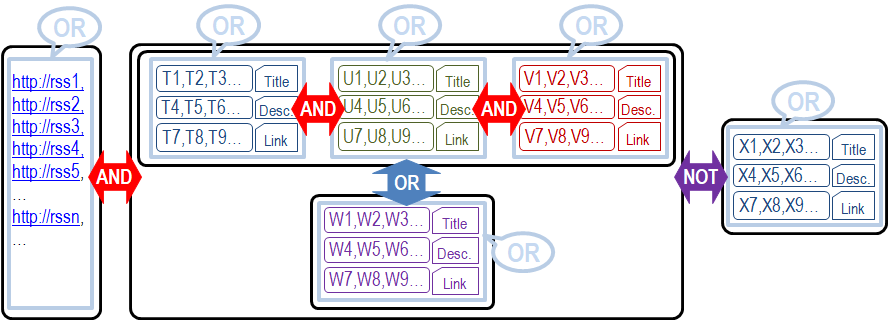 OR
OR
OR
OR
http://rss1,
http://rss2,
http://rss3,
http://rss4,
http://rss5,
...
http://rssn,
...
AND
T1,T2,T3... Title
T4,T5,T6... Desc.
T7,T8,T9... Link
AND
U1,U2,U3... Title
U4,U5,U6... Desc.
U7,U8,U9... Link
AND
V1,V2,V3... Title
V4,V5,V6... Desc.
V7,V8,V9... Link
OR
W1,W2,W3... Title
W4,W5,W6... Desc.
W7,W8,W9... Link
OR
NOT
OR
X1,X2,X3... Title
X4,X5,X6... Desc.
X7,X8,X9... Link